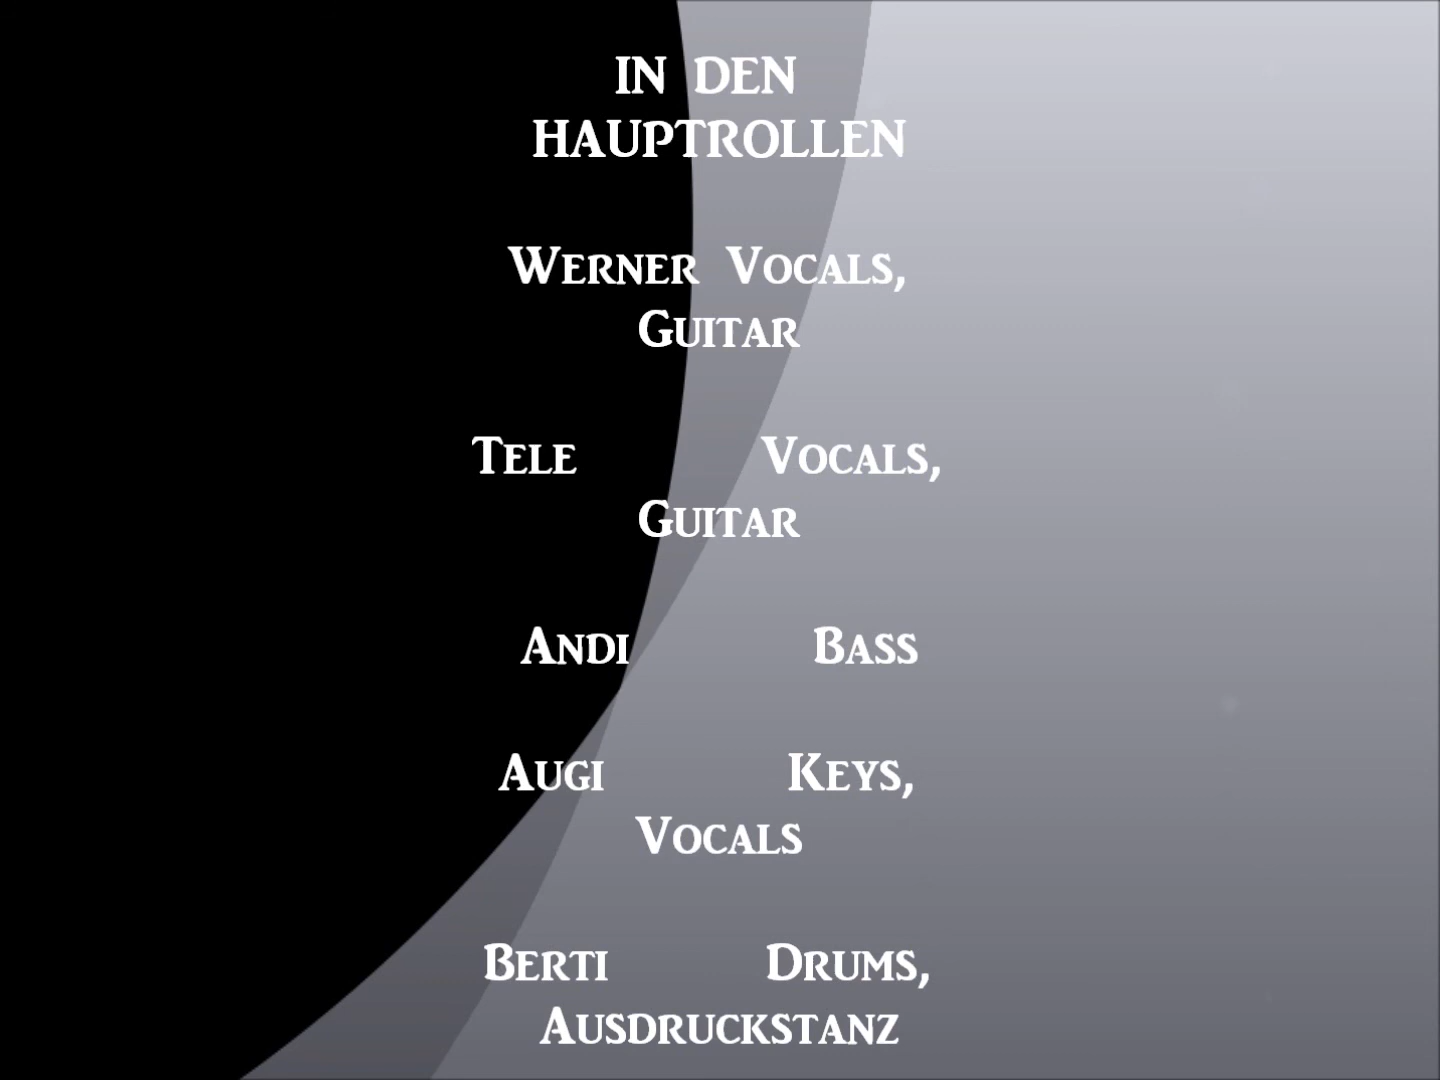 IN DEN
HAUPTROLLEN
WERNER VOCALS,
GUITAR
TELE VOCALS,
GUITAR
ANDI BASS
AUGI KEYS,
VOCALS
BERTI DRUMS,
AUSDRUCKSTANZ